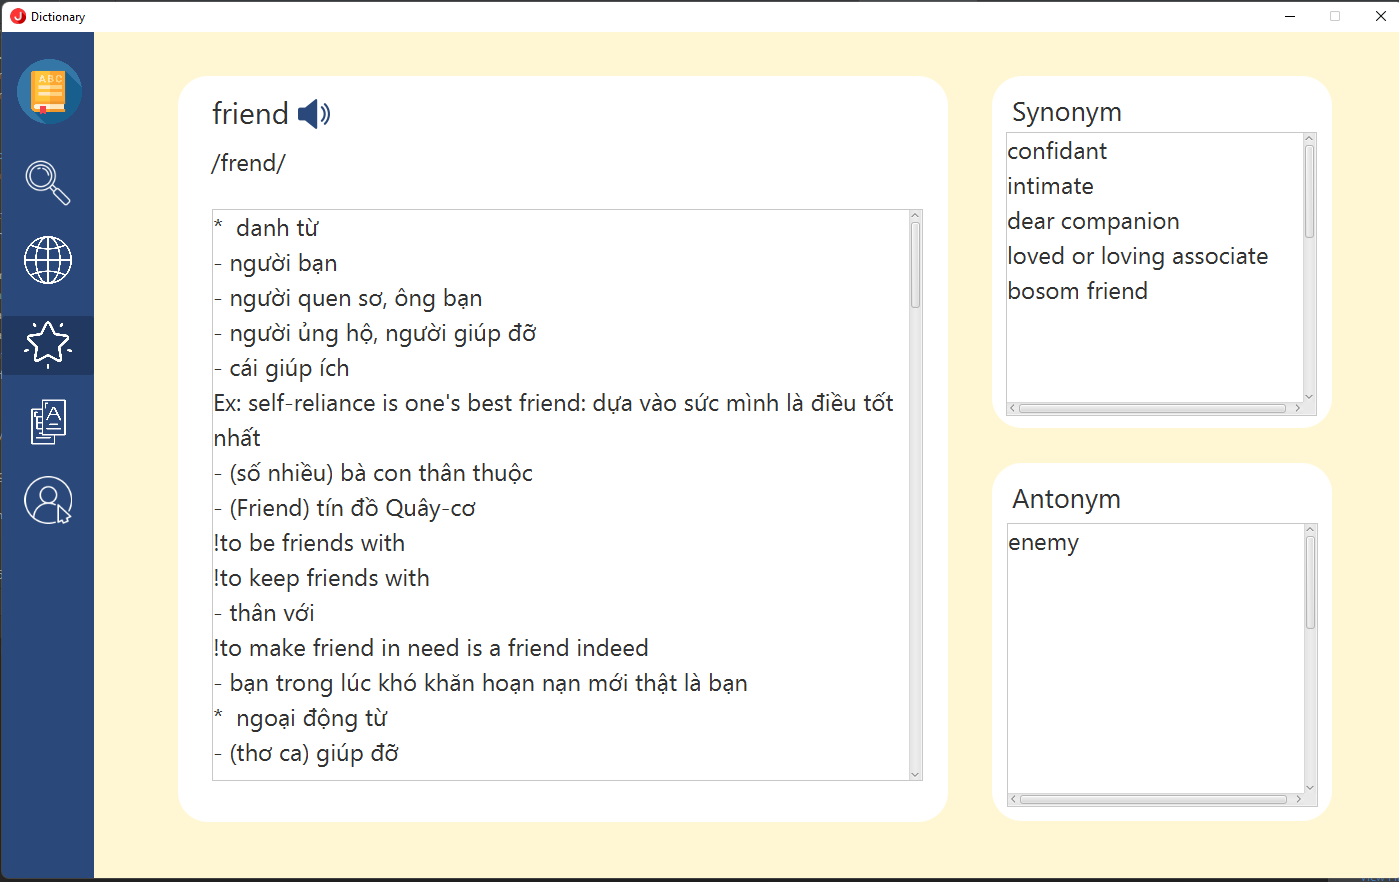 Dictionary
ABC
friend
/frend/
* danh từ
- người bạn
- người quen sơ, ông bạn
- người ủng hộ, người giúp đỡ
- cái giúp ích
Ex: self-reliance is one's best friend: dựa vào sức mình là điều tốt
nhất
- (số nhiều) bà con thân thuộc
- (Friend) tín đồ Quây-cơ
!to be friends with
!to keep friends with
- thân với
!to make friend in need is a friend indeed
- bạn trong lúc khó khăn hoạn nạn mới thật là bạn
* ngoại động từ
- (thơ ca) giúp đỡ
Synonym
confidant
intimate
dear companion
loved or loving associate
bosom friend
Antonym
enemy